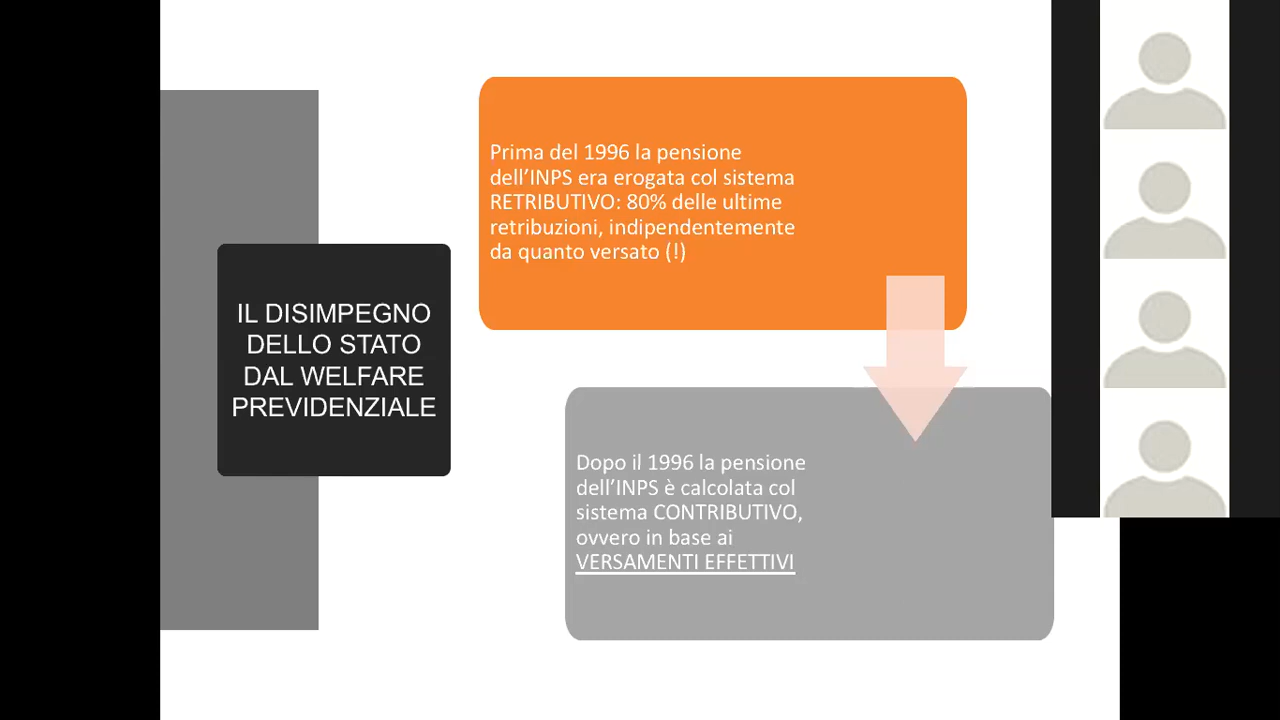 IL DISIMPEGNO
DELLO STATO
DAL WELFARE
PREVIDENZIALE
Prima del 1996 la pensione
dell’INPS era erogata col sistema
RETRIBUTIVO: 80% delle ultime
retribuzioni, indipendentemente
da quanto versato (!)
Dopo il 1996 la pensione
dell’INPS è calcolata col
sistema CONTRIBUTIVO,
ovvero in base ai
VERSAMENTI EFFETTIVI